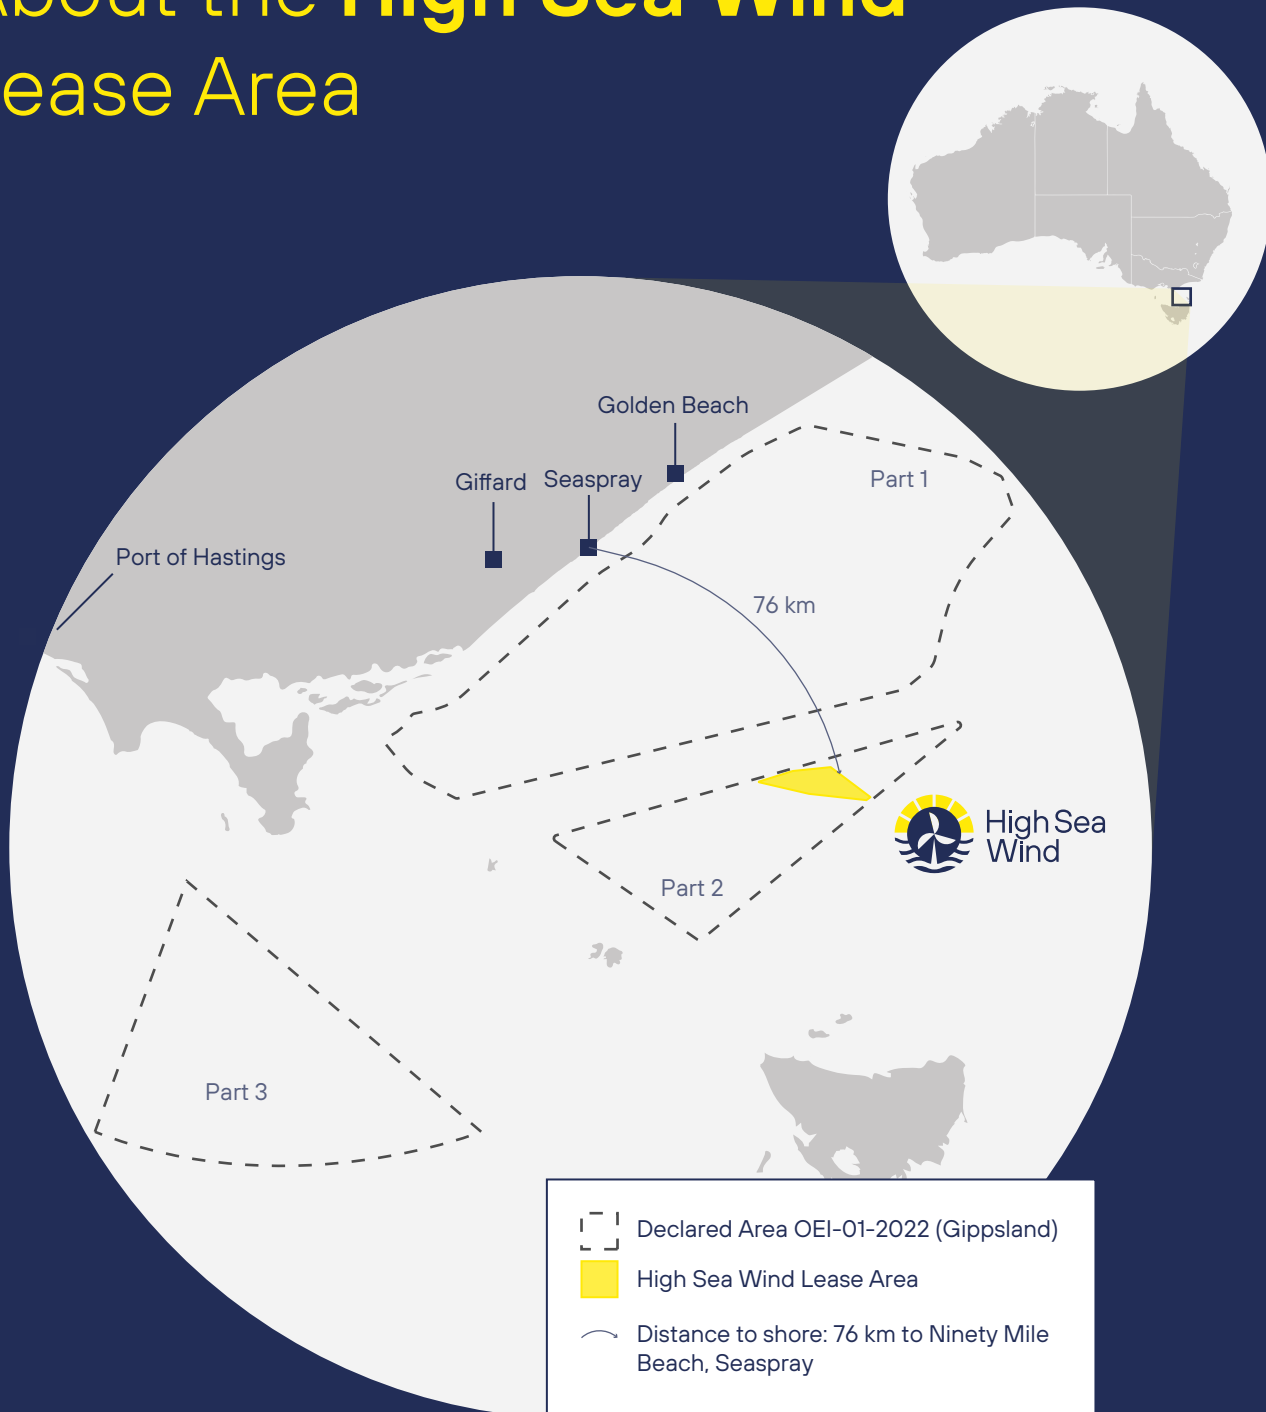 About the High Sea Wind
ease Area
Golden Beach
Giffard
Seaspray
Part 1
Port of Hastings
76 km
High Sea
Wind
Part 2
Part 3
Declared Area OEI-01-2022 (Gippsland)
High Sea Wind Lease Area
Distance to shore: 76 km to Ninety Mile
Beach, Seaspray